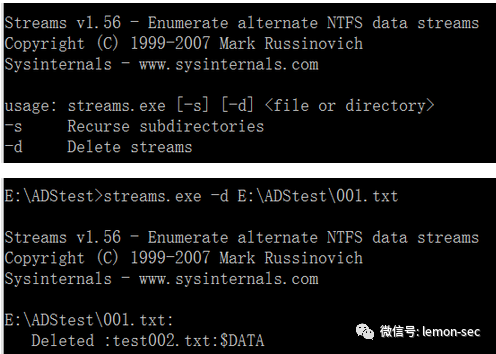 Streams v1.56 - Enumerate alternate NTFS data streams
Copyright (C) 1999-2007 Mark Russinovich
Sysinternals - www.sysinternals.com
usage: streams.exe [-s] [-d] <file or directory>
-s     Recurse subdirectories
-d     Delete streams
E:\ADStest>streams.exe -d E:\ADStest\001.txt
Streams v1.56 - Enumerate alternate NTFS data streams
Copyright (C) 1999-2007 Mark Russinovich
Sysinternals - www.sysinternals.com
E:\ADStest\001.txt:
   Deleted :test002.txt:$DATA
微信号: lemon-sec